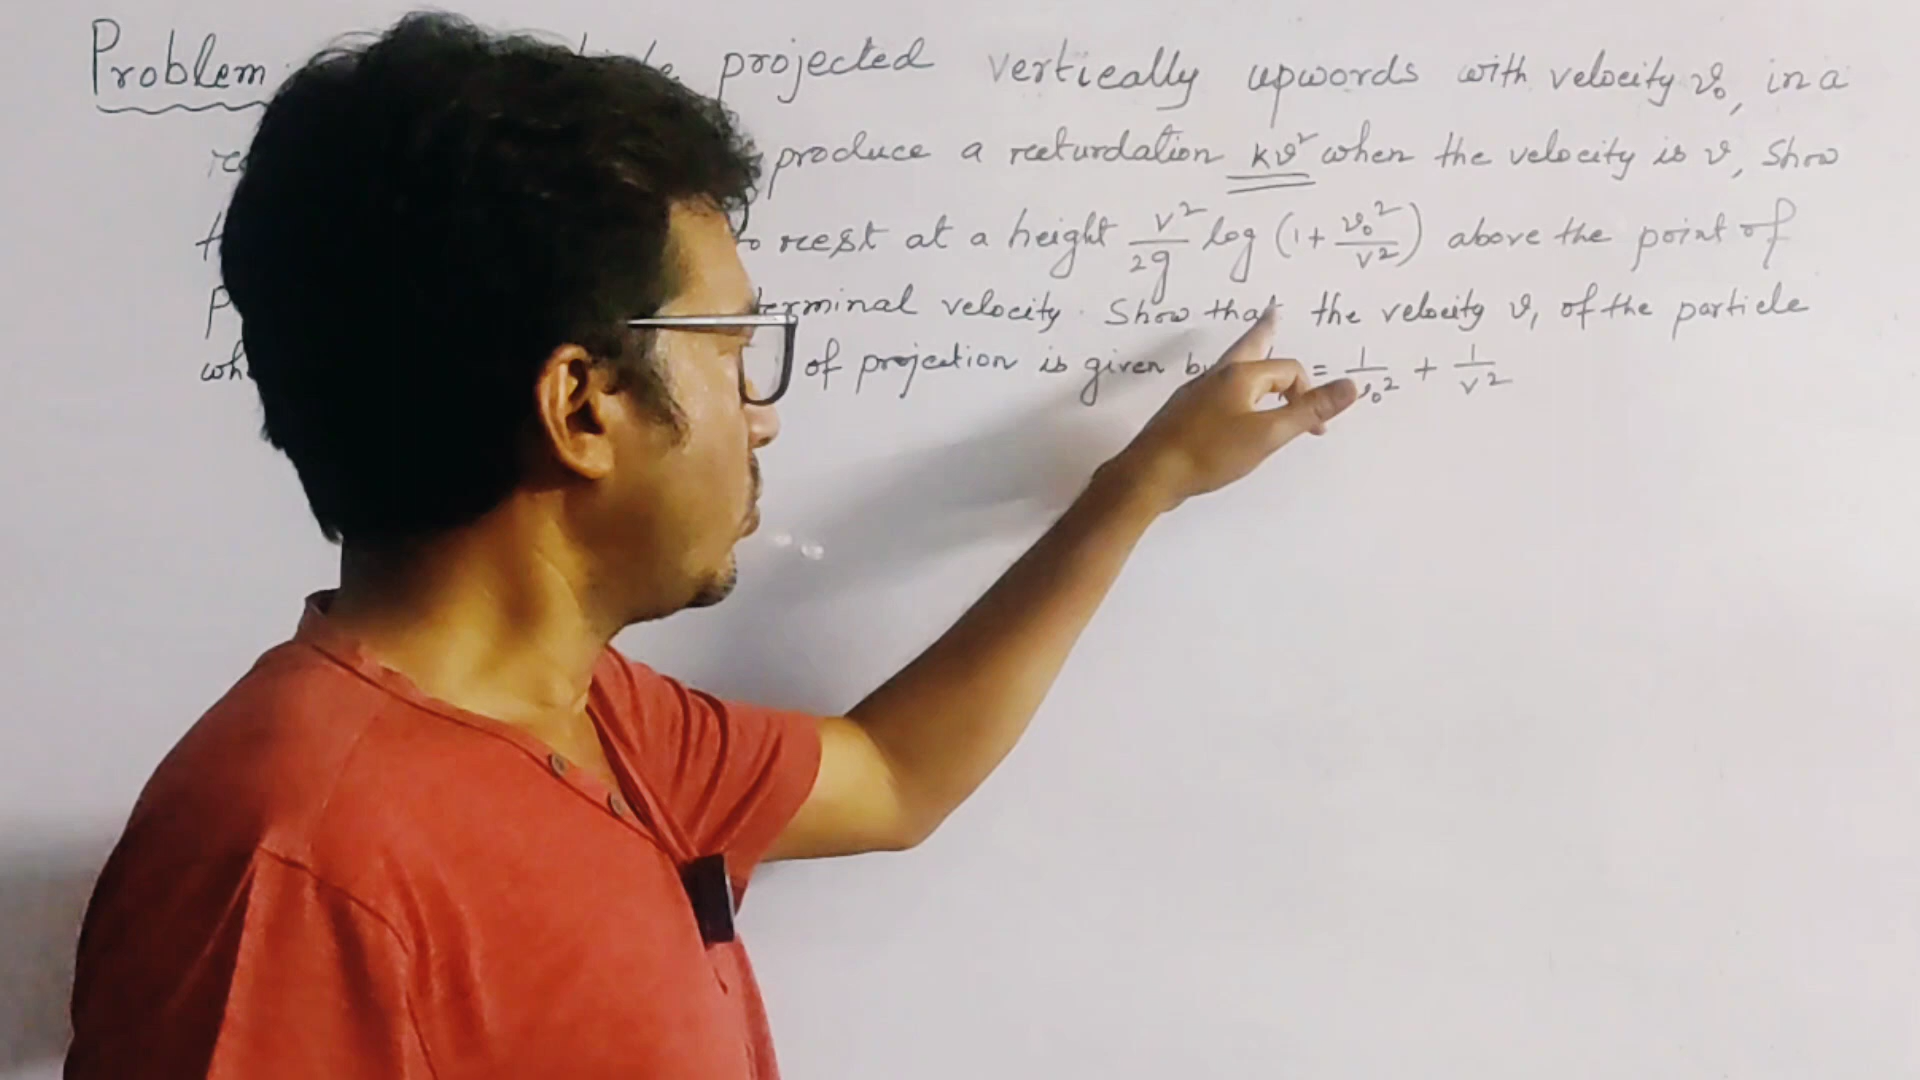 Problem projected vertically upwords with velocity v₀, in a
produce a returdation kv² when the velocity is v, Show
rest at a height V²/2g log (1 + v₀²/V²) above the point of
terminal velocity. Show that the velocity v₁ of the particle
of projection is given by = 1/v₀² + 1/V²